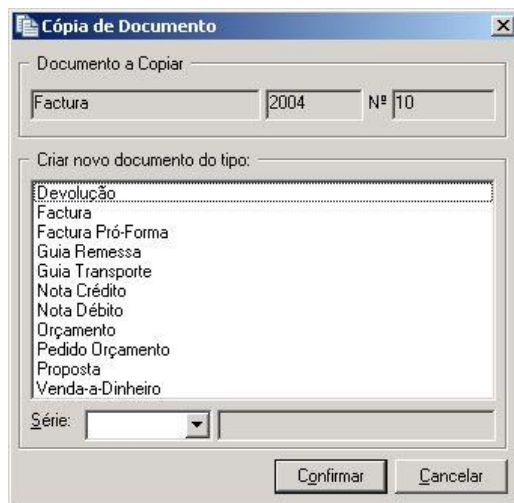 Cópia de Documento
Documento a Copiar
Factura 2004 Nº 10
Criar novo documento do tipo:
Devolução
Factura
Factura Pró-Forma
Guia Remessa
Guia Transporte
Nota Crédito
Nota Débito
Orçamento
Pedido Orçamento
Proposta
Venda-a-Dinheiro
Série:
Confirmar Cancelar